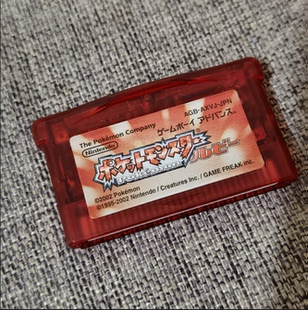 AGB-AXVJ-JPN
The Pokémon Company
ゲームボーイ アドバンス®
Nintendo
ポケットモンスター
ルビー
©2002 Pokémon
©1995-2002 Nintendo / Creatures inc. / GAME FREAK inc.